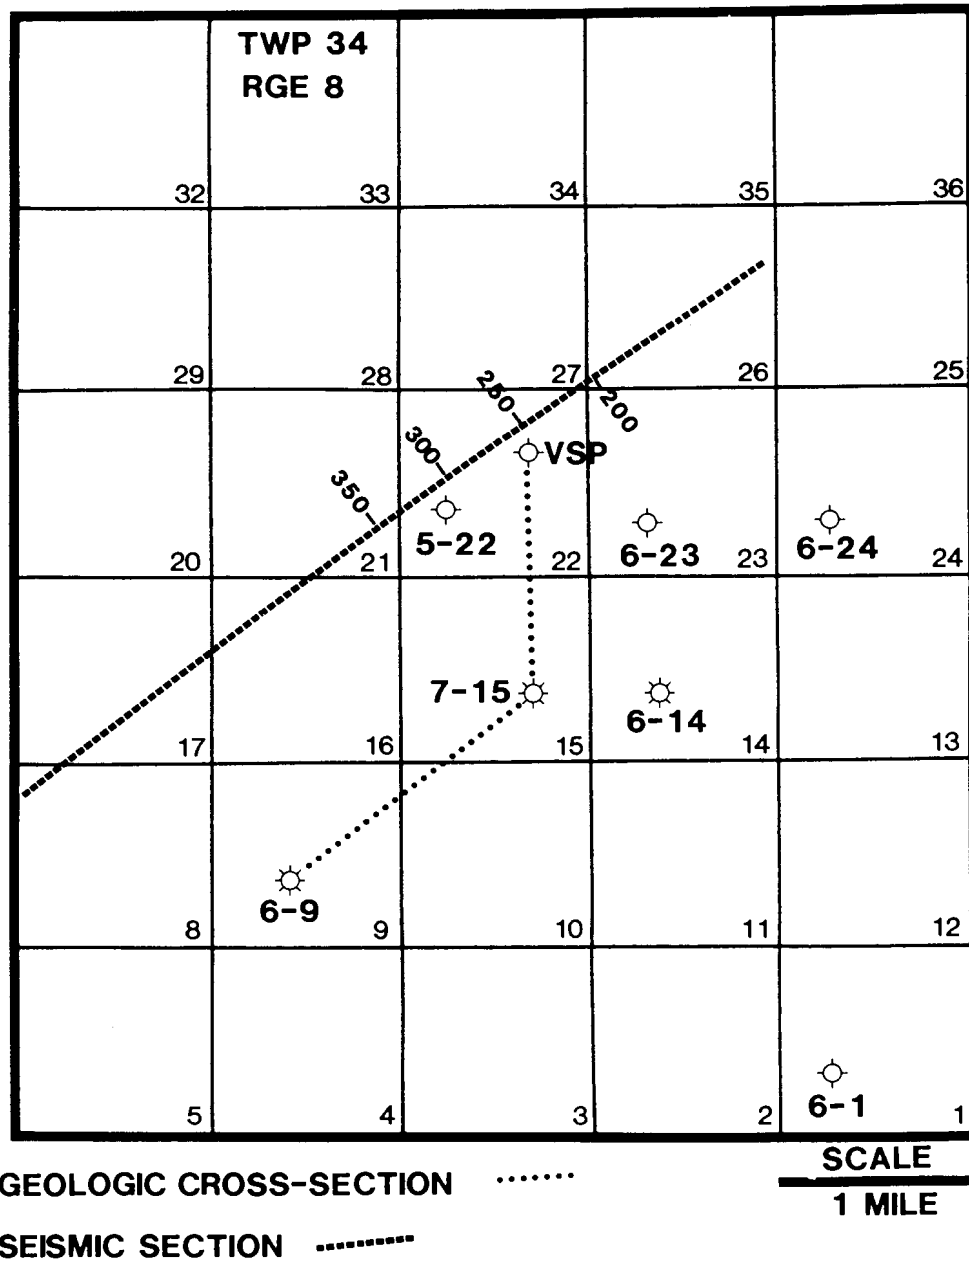 TWP 34
RGE 8
32 33 34 35 36
29 28 27 26 25
250
200
300
VSP
350
5-22
6-23
6-24
20 21 22 23 24
7-15
6-14
17 16 15 14 13
6-9
8 9 10 11 12
6-1
5 4 3 2 1
SCALE
1 MILE
GEOLOGIC CROSS-SECTION
SEISMIC SECTION